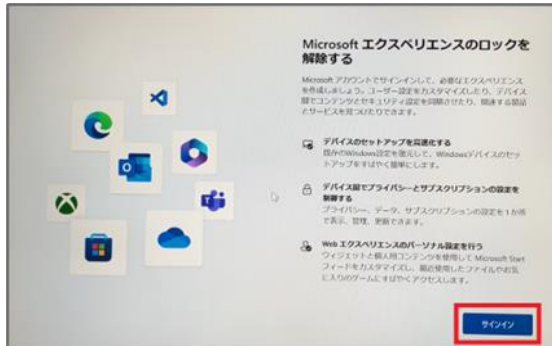 Microsoft エクスペリエンスのロックを
解除する
Microsoft アカウントでサインインして、必要なエクスペリエンス
を作成しましょう。ユーザー設定をカスタマイズしたり、デバイス
間でコンテンツとセキュリティ設定を同期させたり、関連する製品
とサービスを見つけたりできます。
デバイスのセットアップを高速化する
既存のWindows設定を復元して、Windowsデバイスのセッ
トアップをすばやく簡単にします。
デバイス間でプライバシーとサブスクリプションの設定を
制御する
プライバシー、データ、サブスクリプションの設定を 1 か所
で表示、管理、更新できます。
Web エクスペリエンスのパーソナル設定を行う
ウィジェットと個人用コンテンツを使用して Microsoft Start
フィードをカスタマイズし、最近使用したファイルやお気
に入りのゲームにすばやくアクセスします。
サインイン